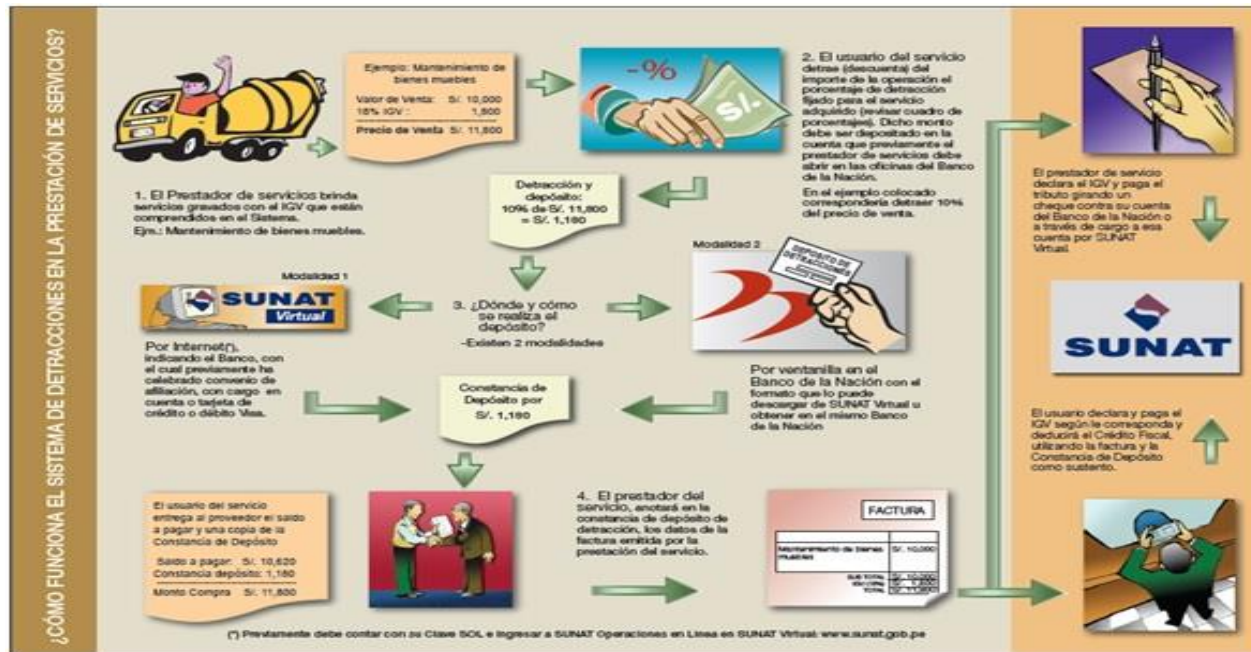 ¿CÓMO FUNCIONA EL SISTEMA DE DETRACCIONES EN LA PRESTACIÓN DE SERVICIOS?
Ejemplo: Mantenimiento de
bienes muebles
Valor de Venta: S/. 10,000
18% IGV : 1,800
Precio de Venta S/. 11,800
1. El Prestador de servicios brinda
servicios gravados con el IGV que están
comprendidos en el Sistema.
Ejm.: Mantenimiento de bienes muebles.
-%
S/.
2. El usuario del servicio
detrae (descuenta) del
importe de la operación el
porcentaje de detracción
fijado para el servicio
adquirido (revisar cuadro de
porcentajes). Dicho monto
debe ser depositado en la
cuenta que previamente el
prestador de servicios debe
abrir en las oficinas del Banco
de la Nación.
En el ejemplo colocado
correspondería detraer 10%
del precio de venta.
Detracción y
depósito:
10% de S/. 11,800
= S/. 1,180
3. ¿Dónde y cómo
se realiza el
depósito?
-Existen 2 modalidades
Modalidad 1
SUNAT
Virtual
Por Internet(*),
indicando el Banco, con
el cual previamente ha
celebrado convenio de
afiliación, con cargo en
cuenta o tarjeta de
crédito o débito Visa.
Modalidad 2
DEPÓSITO DE
DETRACCIONES
Por ventanilla en el
Banco de la Nación con el
formato que lo puede
descargar de SUNAT Virtual u
obtener en el mismo Banco
de la Nación
Constancia de
Depósito por
S/. 1,180
El usuario del servicio
entrega al proveedor el saldo
a pagar y una copia de la
Constancia de Depósito
Saldo a pagar: S/. 10,620
Constancia depósito: 1,180
Monto Compra S/. 11,800
4. El prestador del
servicio, anotará en la
constancia de depósito de
detracción, los datos de la
factura emitida por la
prestación del servicio.
FACTURA
Mantenimiento de bienes S/. 10,000
muebles
SUB TOTAL S/. 10,000
IGV (18%) S/. 1,800
TOTAL S/. 11,800
El prestador de servicio
declara el IGV y paga el
tributo girando un
cheque contra su cuenta
del Banco de la Nación o
a través de cargo a esa
cuenta por SUNAT
Virtual.
SUNAT
El usuario declara y paga el
IGV según le corresponda y
deducirá el Crédito Fiscal,
utilizando la factura y la
Constancia de Depósito
como sustento.
(*) Previamente debe contar con su Clave SOL e ingresar a SUNAT Operaciones en Línea en SUNAT Virtual: www.sunat.gob.pe